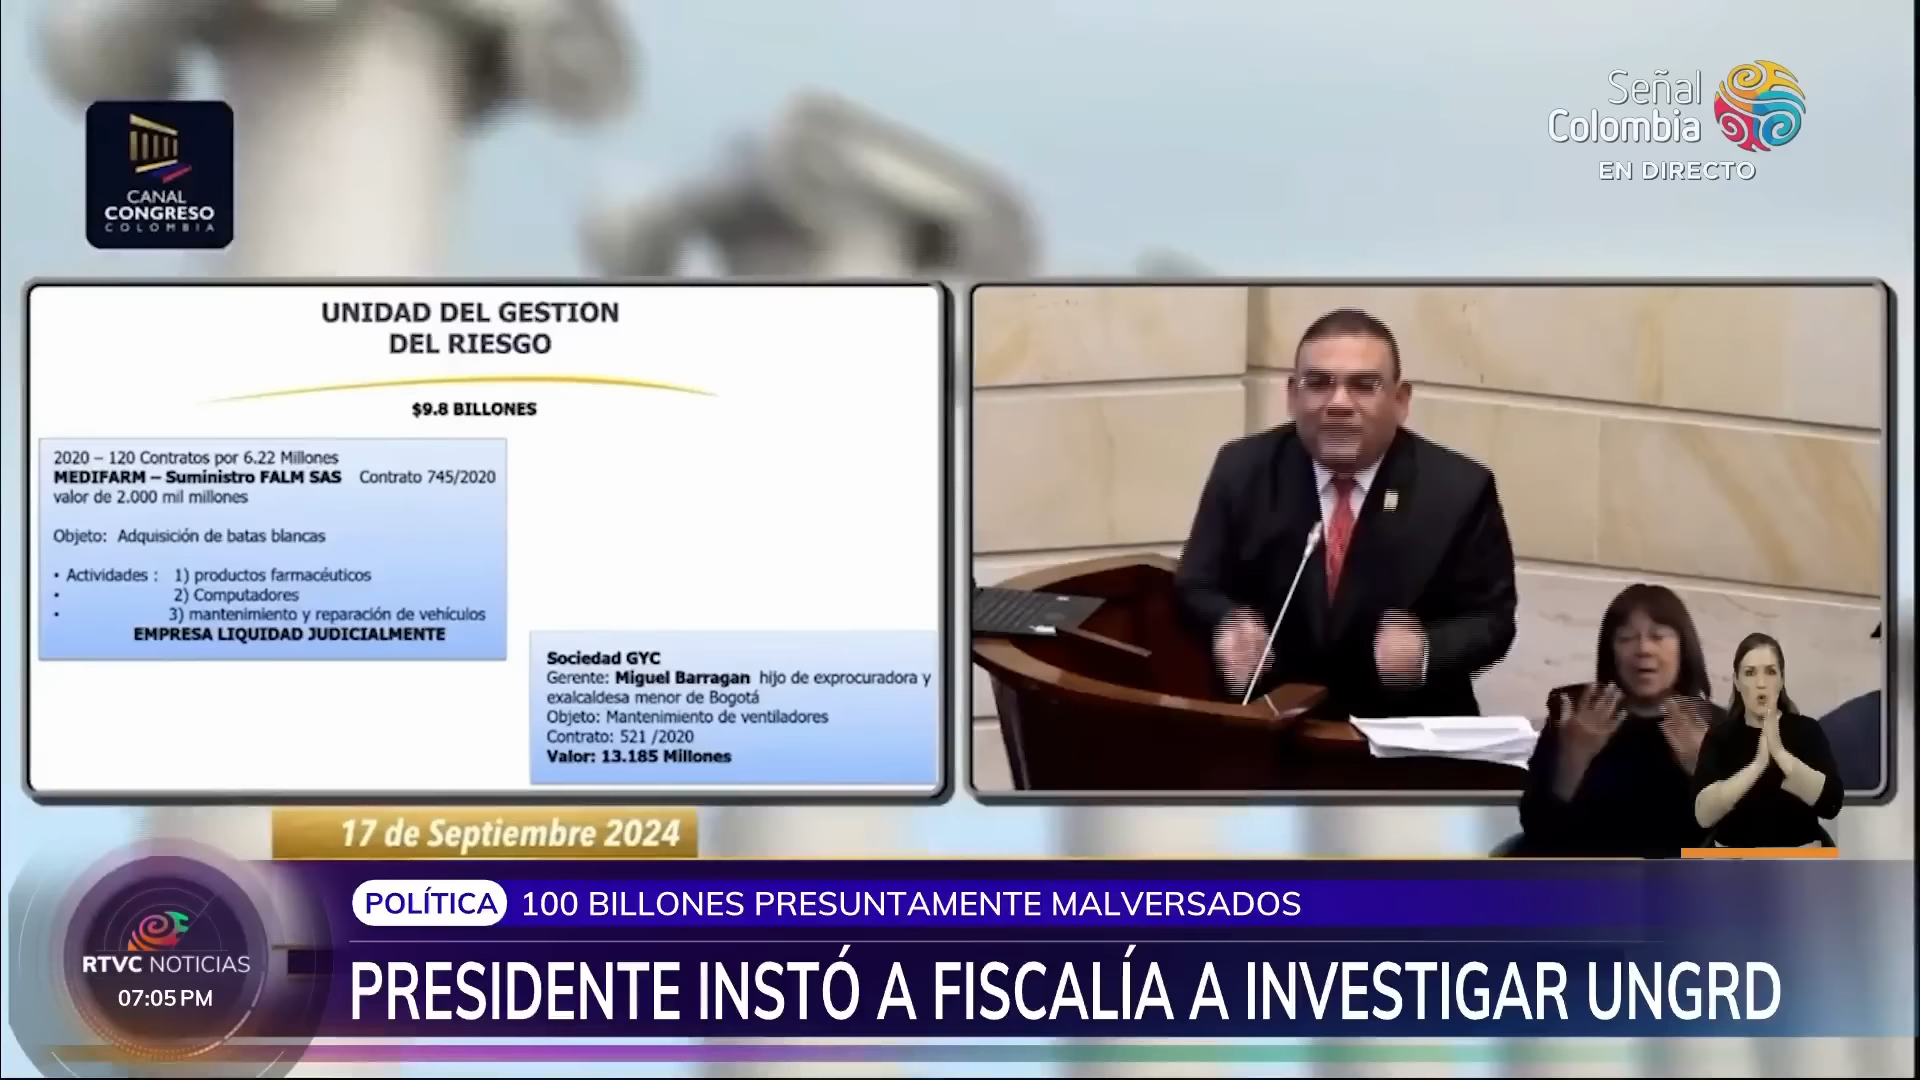 Señal
Colombia
EN DIRECTO
CANAL
CONGRESO
COLOMBIA
UNIDAD DEL GESTION
DEL RIESGO
$9.8 BILLONES
2020 – 120 Contratos por 6.22 Millones
MEDIFARM – Suministro FALM SAS Contrato 745/2020
valor de 2.000 mil millones
Objeto: Adquisición de batas blancas
• Actividades : 1) productos farmacéuticos
• 2) Computadores
• 3) mantenimiento y reparación de vehículos
EMPRESA LIQUIDAD JUDICIALMENTE
Sociedad GYC
Gerente: Miguel Barragan hijo de exprocuradora y
exalcaldesa menor de Bogotá
Objeto: Mantenimiento de ventiladores
Contrato: 521 /2020
Valor: 13.185 Millones
17 de Septiembre 2024
POLÍTICA 100 BILLONES PRESUNTAMENTE MALVERSADOS
PRESIDENTE INSTÓ A FISCALÍA A INVESTIGAR UNGRD
RTVC NOTICIAS
07:05 PM